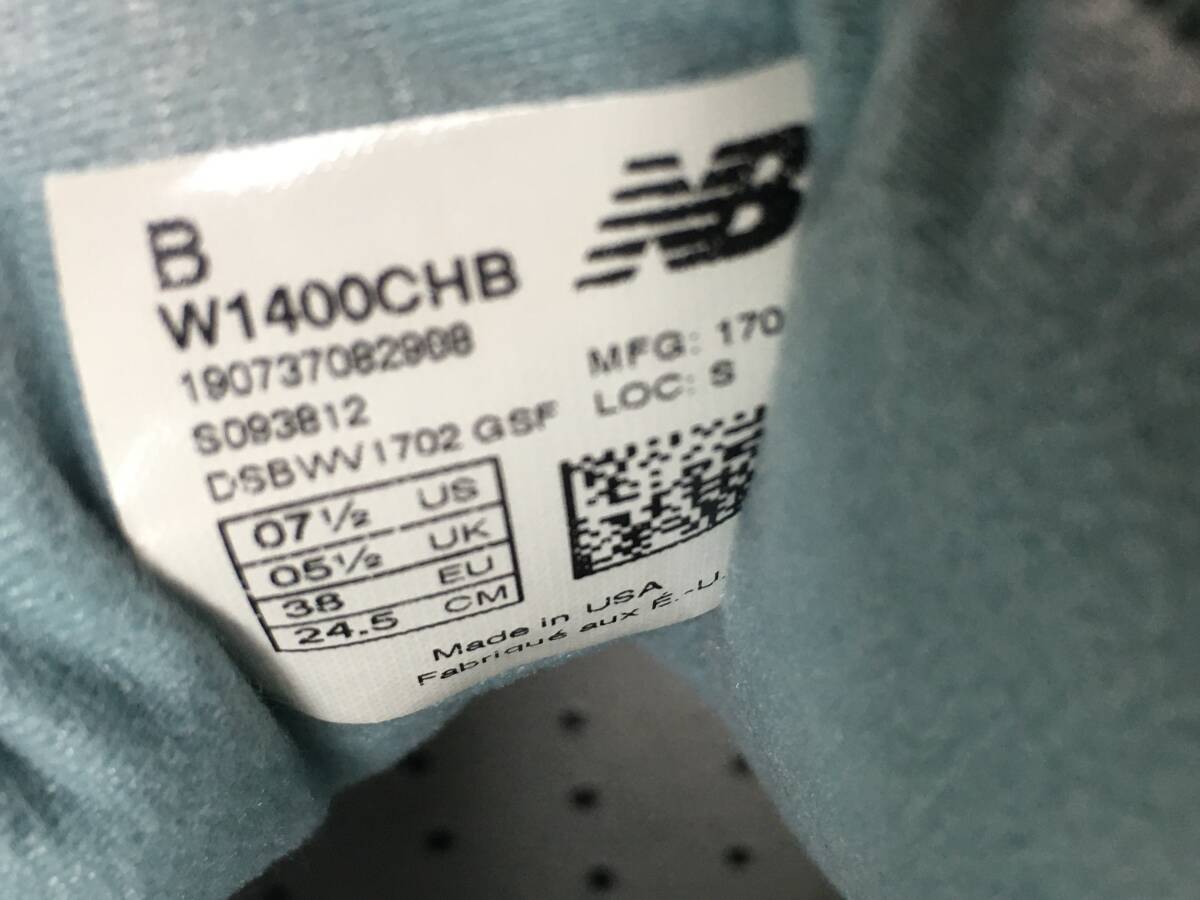 B
W1400CHB
190737082908
S093812
DSBWV1702 GSF
07½ US
05½ UK
38 EU
24.5 CM
NB
MFG: 170
LOC: S
Made in USA
Fabriqué aux É.-U.